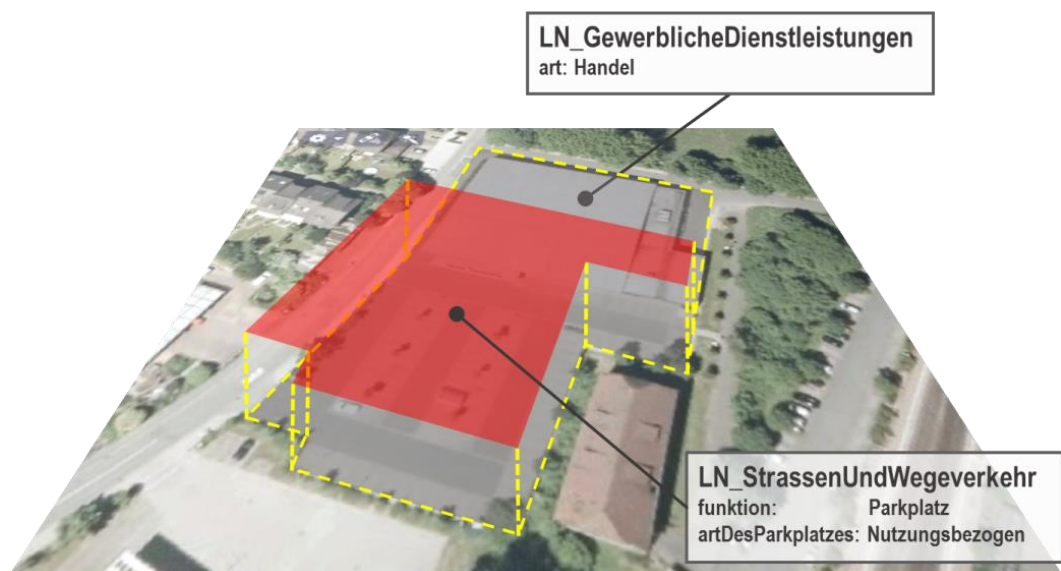 LN_GewerblicheDienstleistungen
art: Handel
LN_StrassenUndWegeverkehr
funktion: Parkplatz
artDesParkplatzes: Nutzungsbezogen